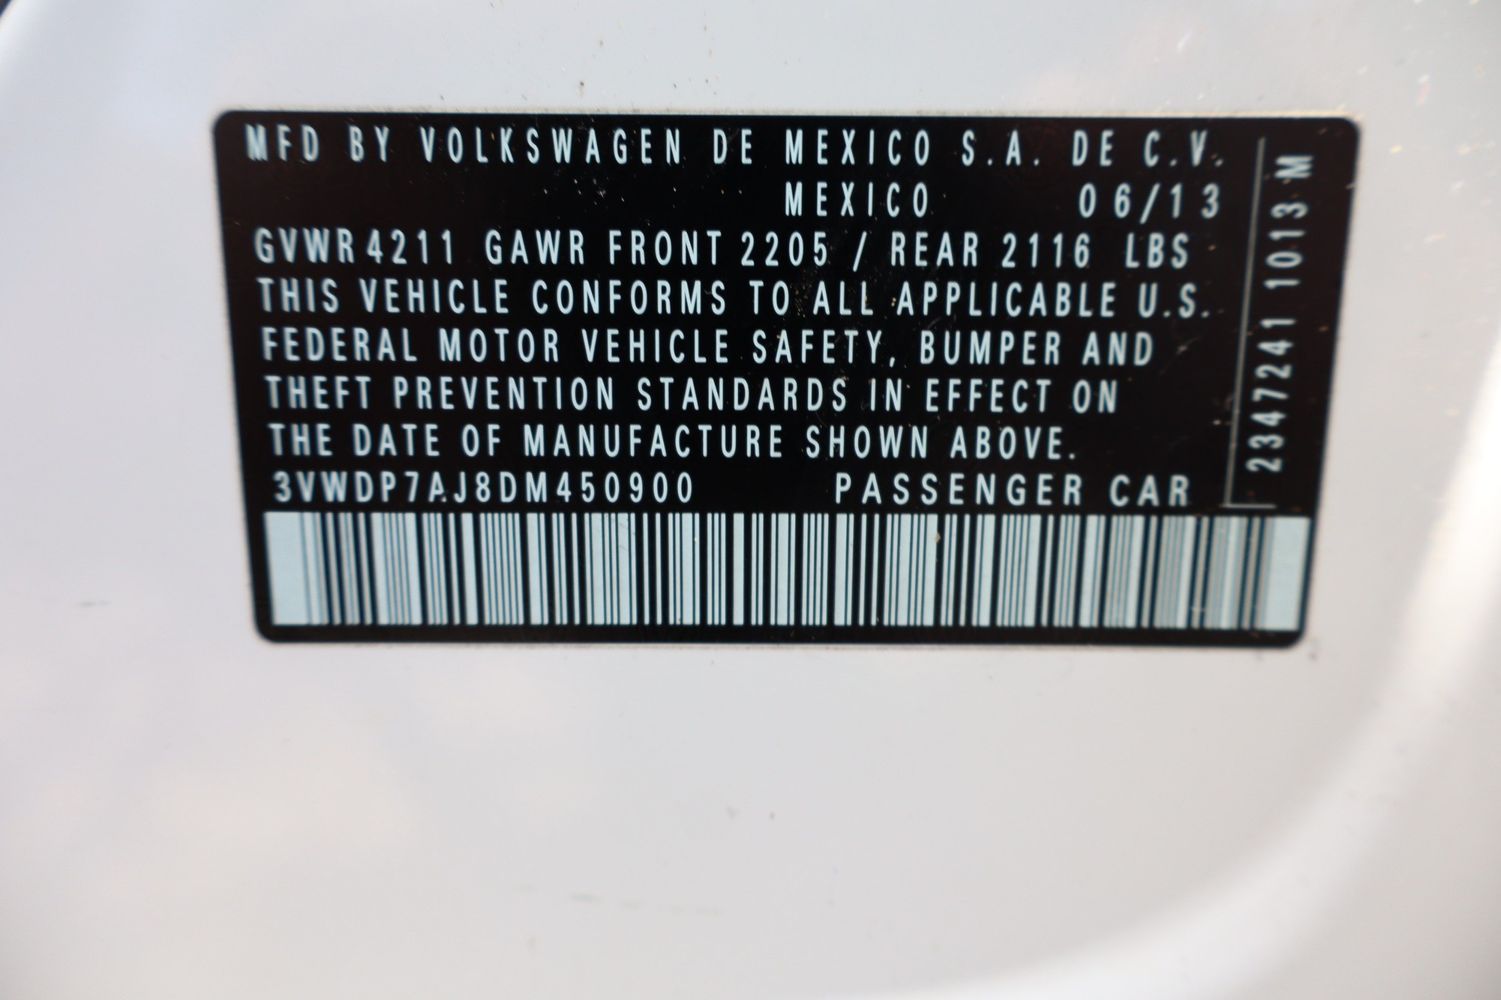 MFD BY VOLKSWAGEN DE MEXICO S.A. DE C.V.
MEXICO 06/13
GVWR 4211 GAWR FRONT 2205 / REAR 2116 LBS
THIS VEHICLE CONFORMS TO ALL APPLICABLE U.S.
FEDERAL MOTOR VEHICLE SAFETY, BUMPER AND
THEFT PREVENTION STANDARDS IN EFFECT ON
THE DATE OF MANUFACTURE SHOWN ABOVE.
3VWDP7AJ8DM450900 PASSENGER CAR
2347241 1013 M